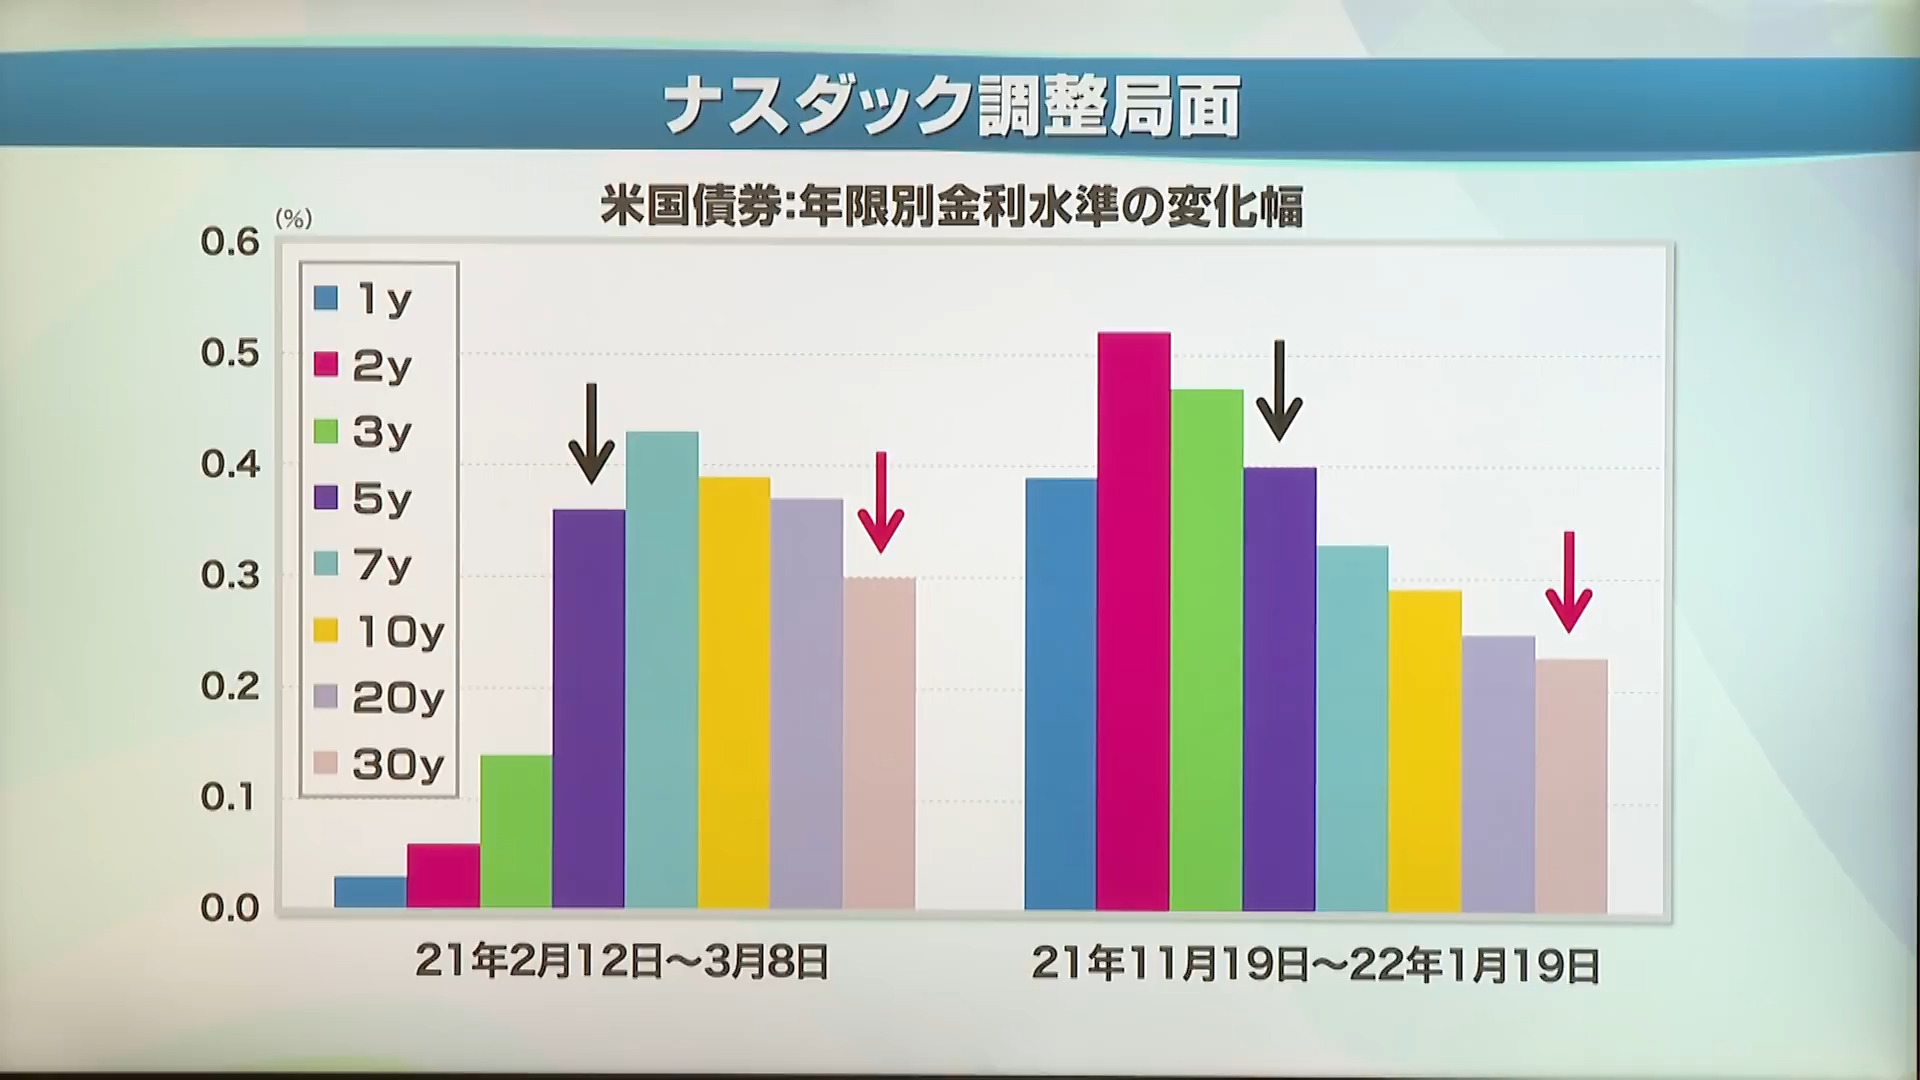 ナスダック調整局面
米国債券:年限別金利水準の変化幅
(%)
0.6
0.5
0.4
0.3
0.2
0.1
0.0
1y
2y
3y
5y
7y
10y
20y
30y
21年2月12日〜3月8日
21年11月19日〜22年1月19日